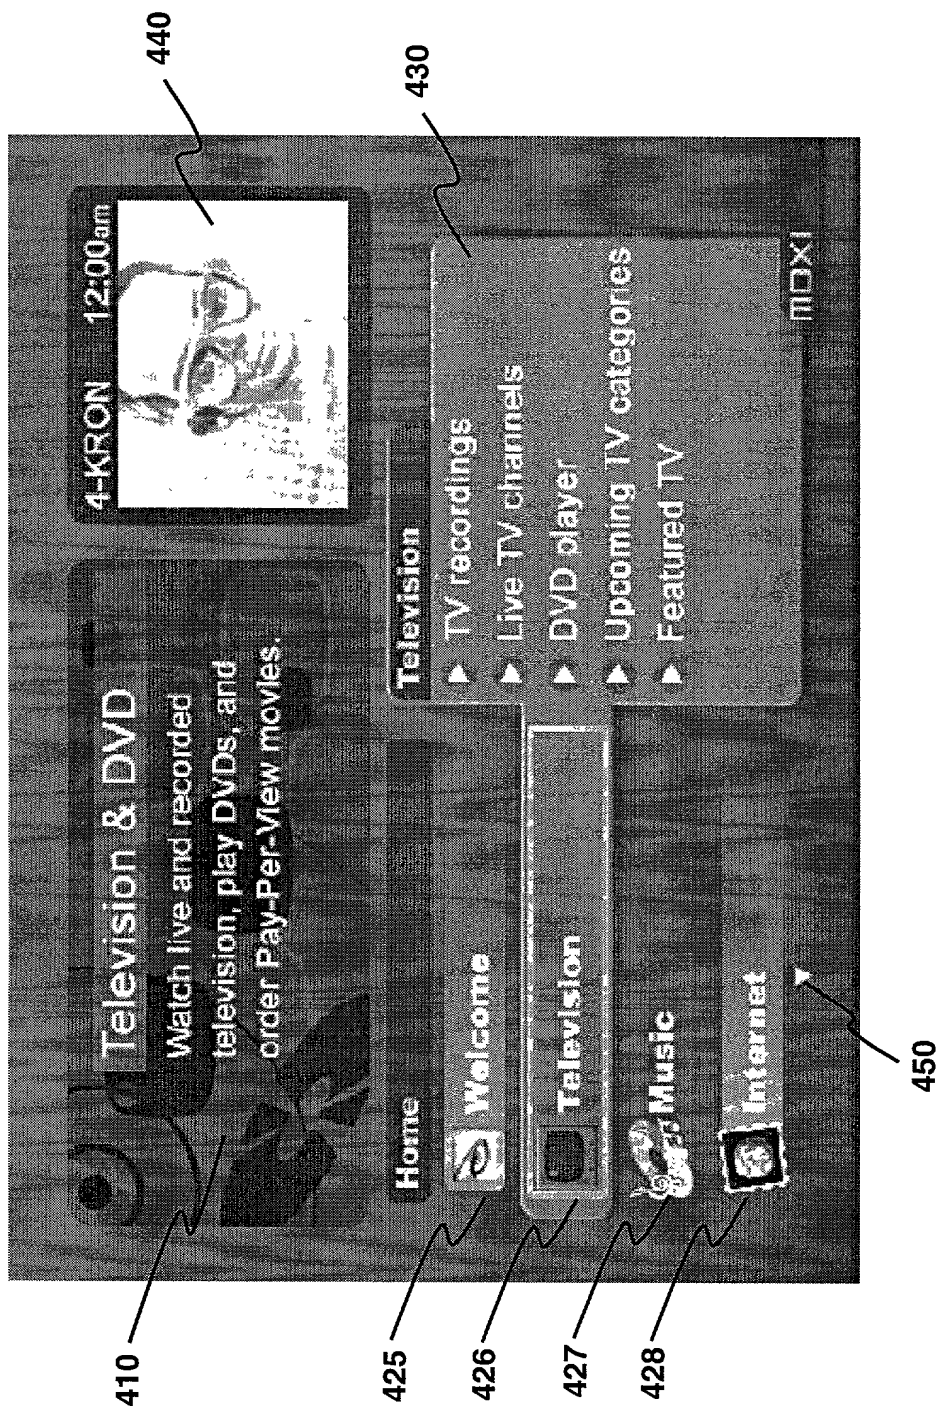 4-KRON 12:00am
Television & DVD
Watch live and recorded
television, play DVDs, and
order Pay-Per-View movies.
Home
Welcome
Television
Music
Internet
Television
TV recordings
Live TV channels
DVD player
Upcoming TV categories
Featured TV
moxi
410
425
426
427
428
450
440
430